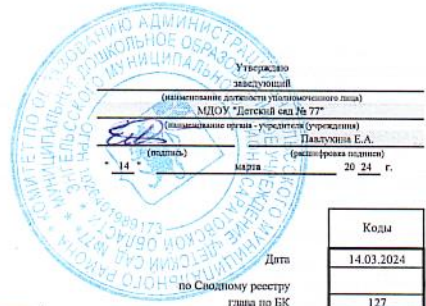 Утверждаю
заведующий
(наименование должности уполномоченного лица)
МДОУ "Детский сад № 77"
(наименование органа - учредителя (учреждения)
Павлухина Е.А.
(подпись) (расшифровка подписи)
" 14 " марта 20 24 г.
Коды
Дата 14.03.2024
по Сводному реестру
глава по БК 127